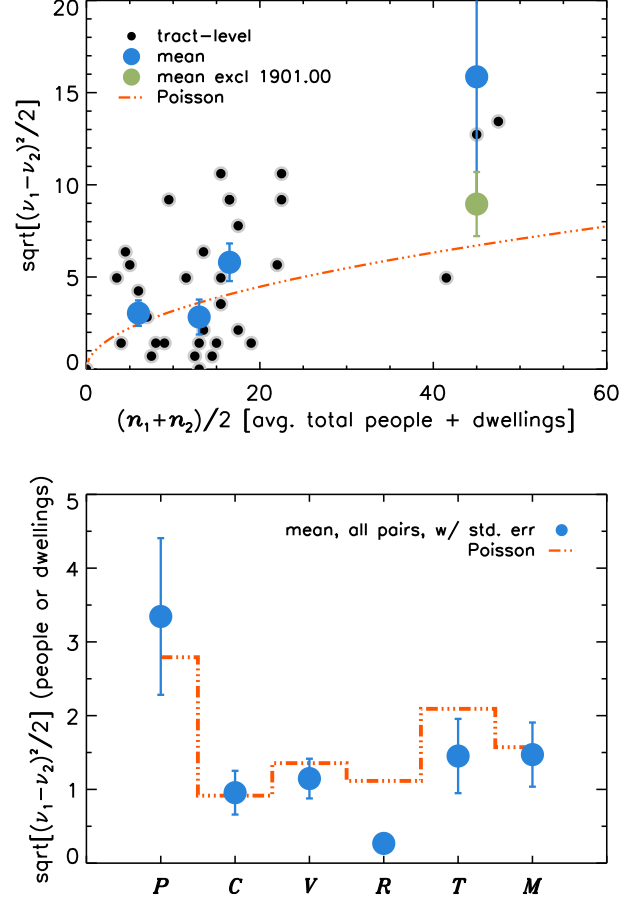 20
15
10
5
0
sqrt[(ν₁−ν₂)²/2]
tract−level
mean
mean excl 1901.00
Poisson
0 20 40 60
(n₁+n₂)/2 [avg. total people + dwellings]
5
4
3
2
1
0
sqrt[(ν₁−ν₂)²/2] (people or dwellings)
mean, all pairs, w/ std. err
Poisson
P C V R T M